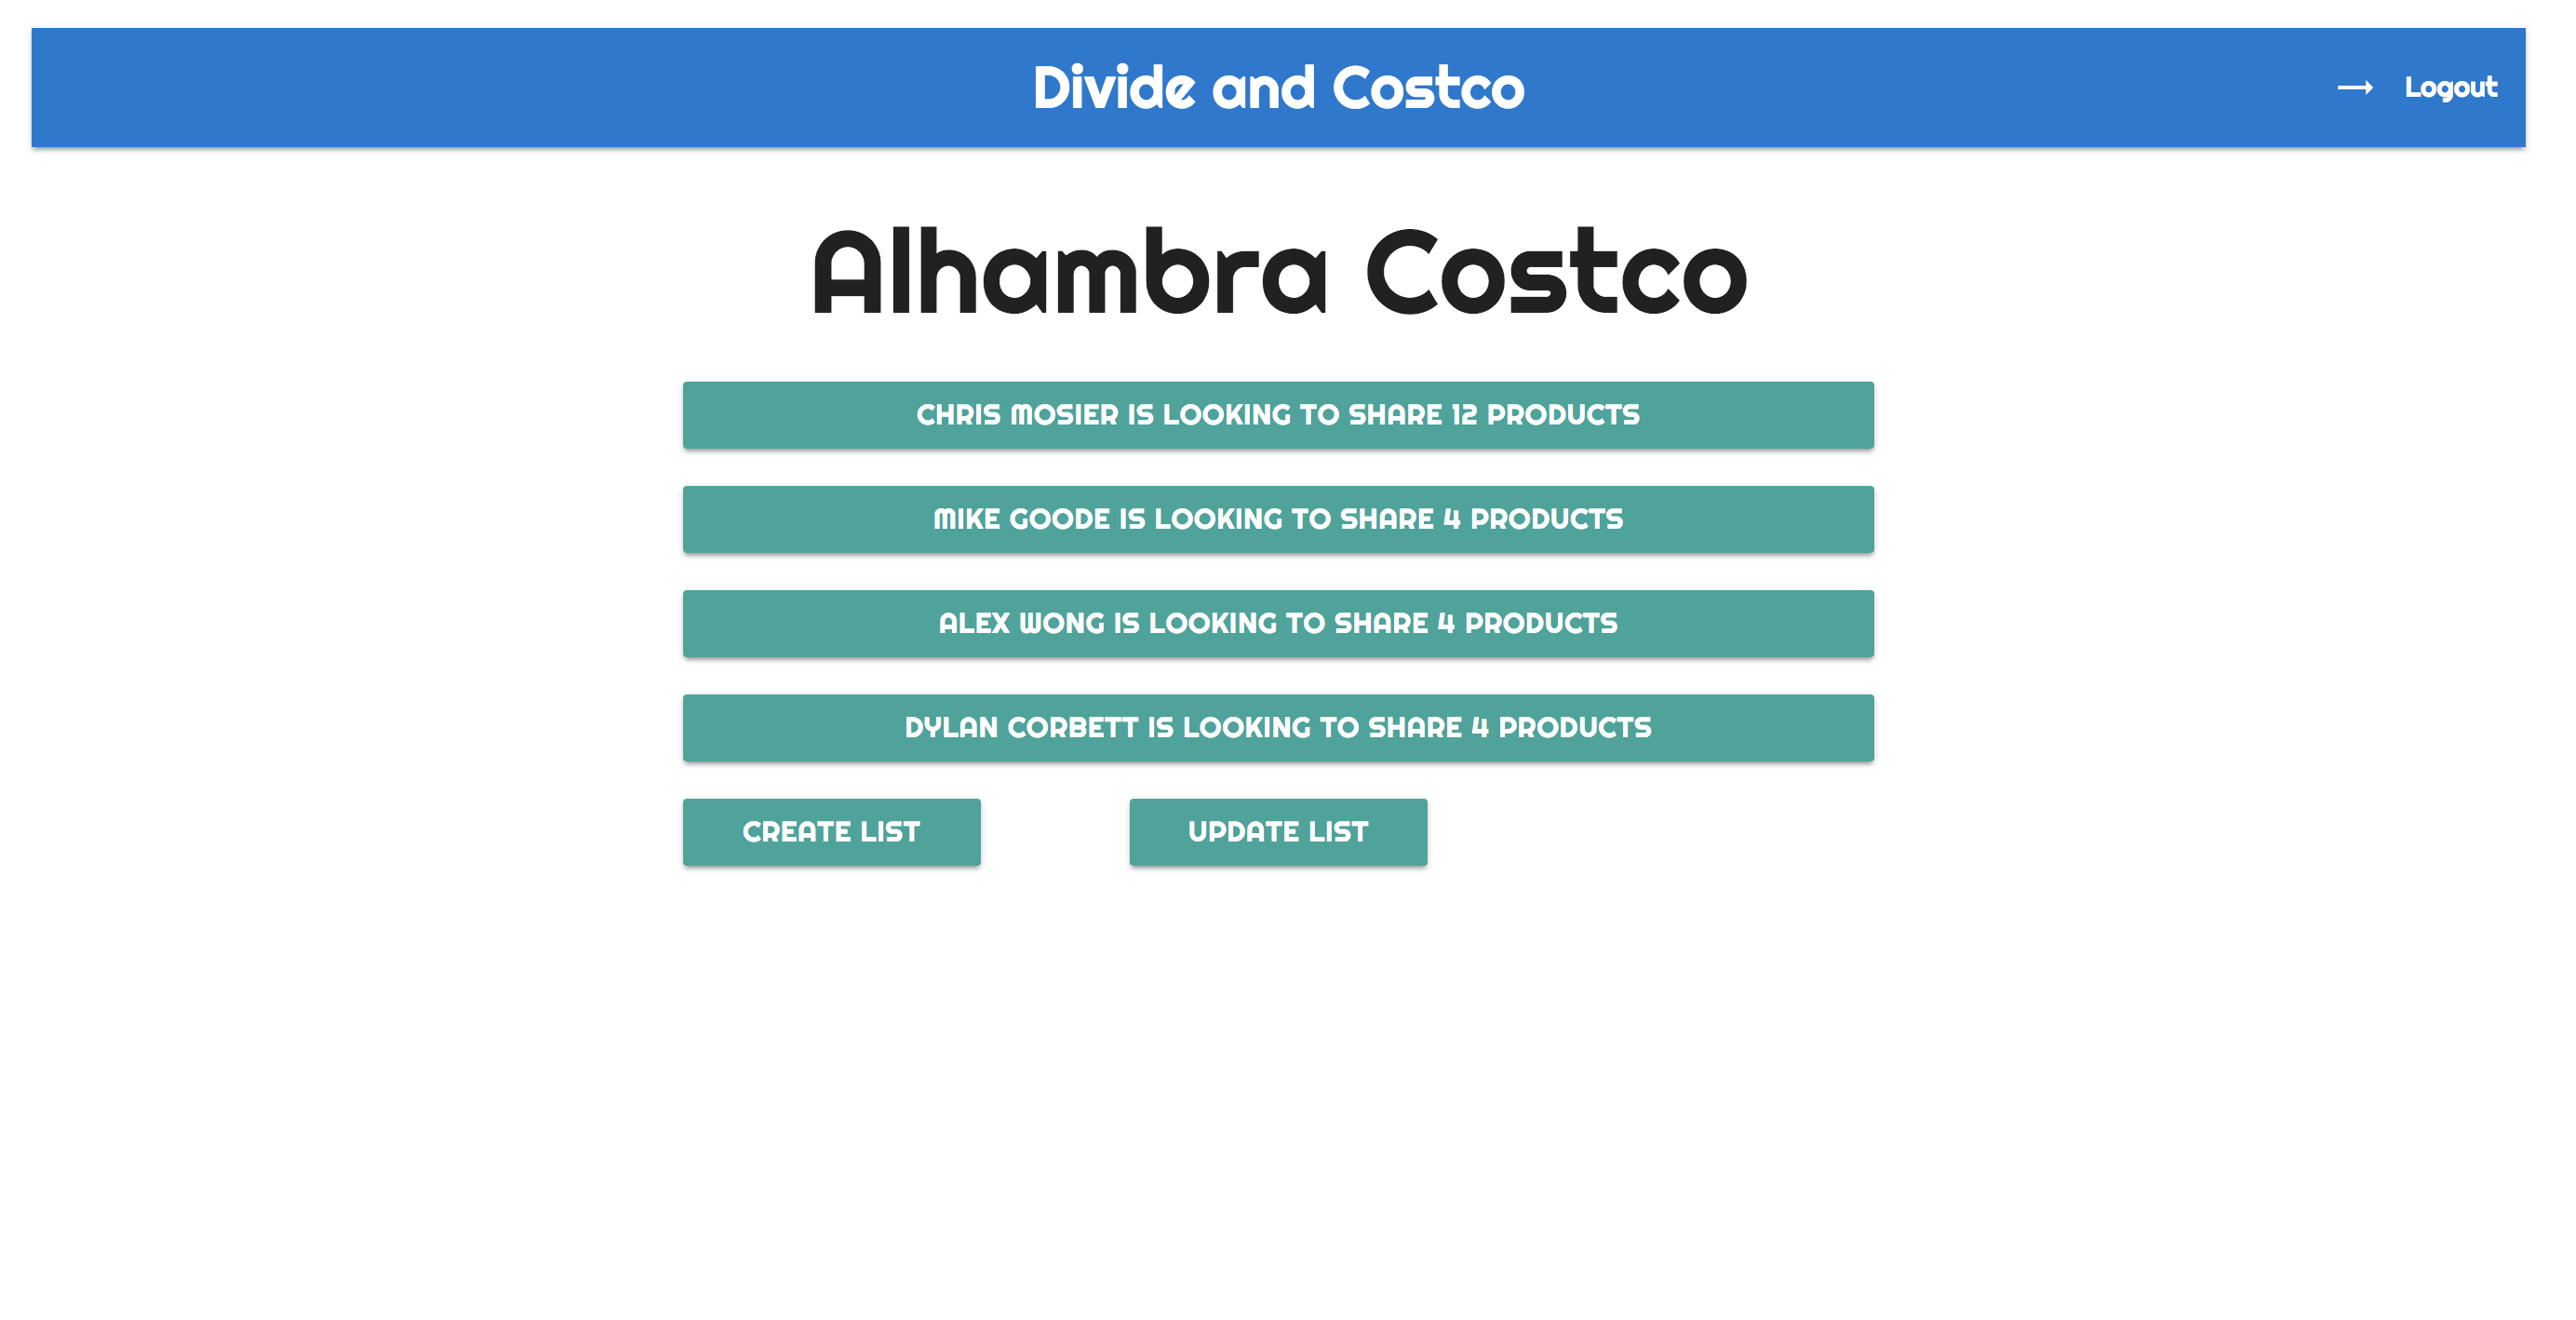 Divide and Costco
Logout
Alhambra Costco
CHRIS MOSIER IS LOOKING TO SHARE 12 PRODUCTS
MIKE GOODE IS LOOKING TO SHARE 4 PRODUCTS
ALEX WONG IS LOOKING TO SHARE 4 PRODUCTS
DYLAN CORBETT IS LOOKING TO SHARE 4 PRODUCTS
CREATE LIST
UPDATE LIST